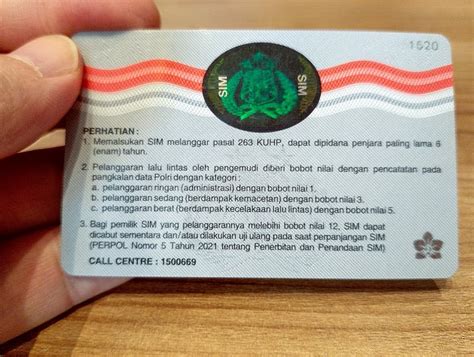 1620
SIM
SIM
PERHATIAN :
1. Memalsukan SIM melanggar pasal 263 KUHP, dapat dipidana penjara paling lama 6
(enam) tahun.
2. Pelanggaran lalu lintas oleh pengemudi diberi bobot nilai dengan pencatatan pada
pangkalan data Polri dengan kategori :
a. pelanggaran ringan (administrasi) dengan bobot nilai 1.
b. pelanggaran sedang (berdampak kemacetan) dengan bobot nilai 3.
c. pelanggaran berat (berdampak kecelakaan lalu lintas) dengan bobot nilai 5.
3. Bagi pemilik SIM yang pelanggarannya melebihi bobot nilai 12, SIM dapat
dicabut sementara dan/atau dilakukan uji ulang pada saat perpanjangan SIM
(PERPOL Nomor 5 Tahun 2021 tentang Penerbitan dan Penandaan SIM)
CALL CENTRE : 1500669